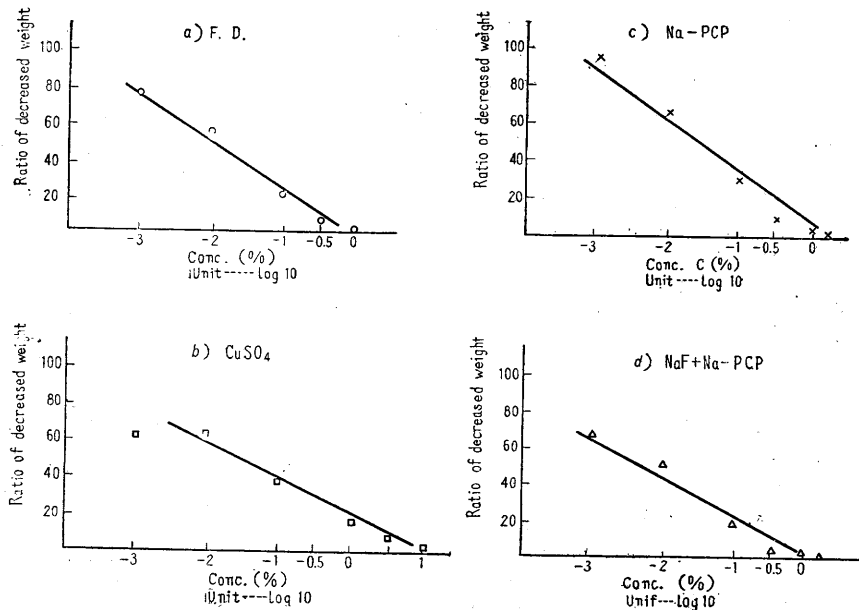 a) F. D.
Ratio of decreased weight
100
80
60
40
20
-3 -2 -1 -0.5 0
Conc. (%)
Unit-----log 10
c) Na-PCP
Ratio of decreased weight
100
80
60
40
20
-3 -2 -1 -0.5 0
Conc. C (%)
Unit----Log 10
b) CuSO4
Ratio of decreased weight
100
80
60
40
20
-3 -2 -1 0 0.5 1
Conc. (%)
Unit----Log 10
d) NaF+Na-PCP
Ratio of decreased weight
100
80
60
40
20
-3 -2 -1 -0.5 0
Conc. (%)
Unif---Log 10